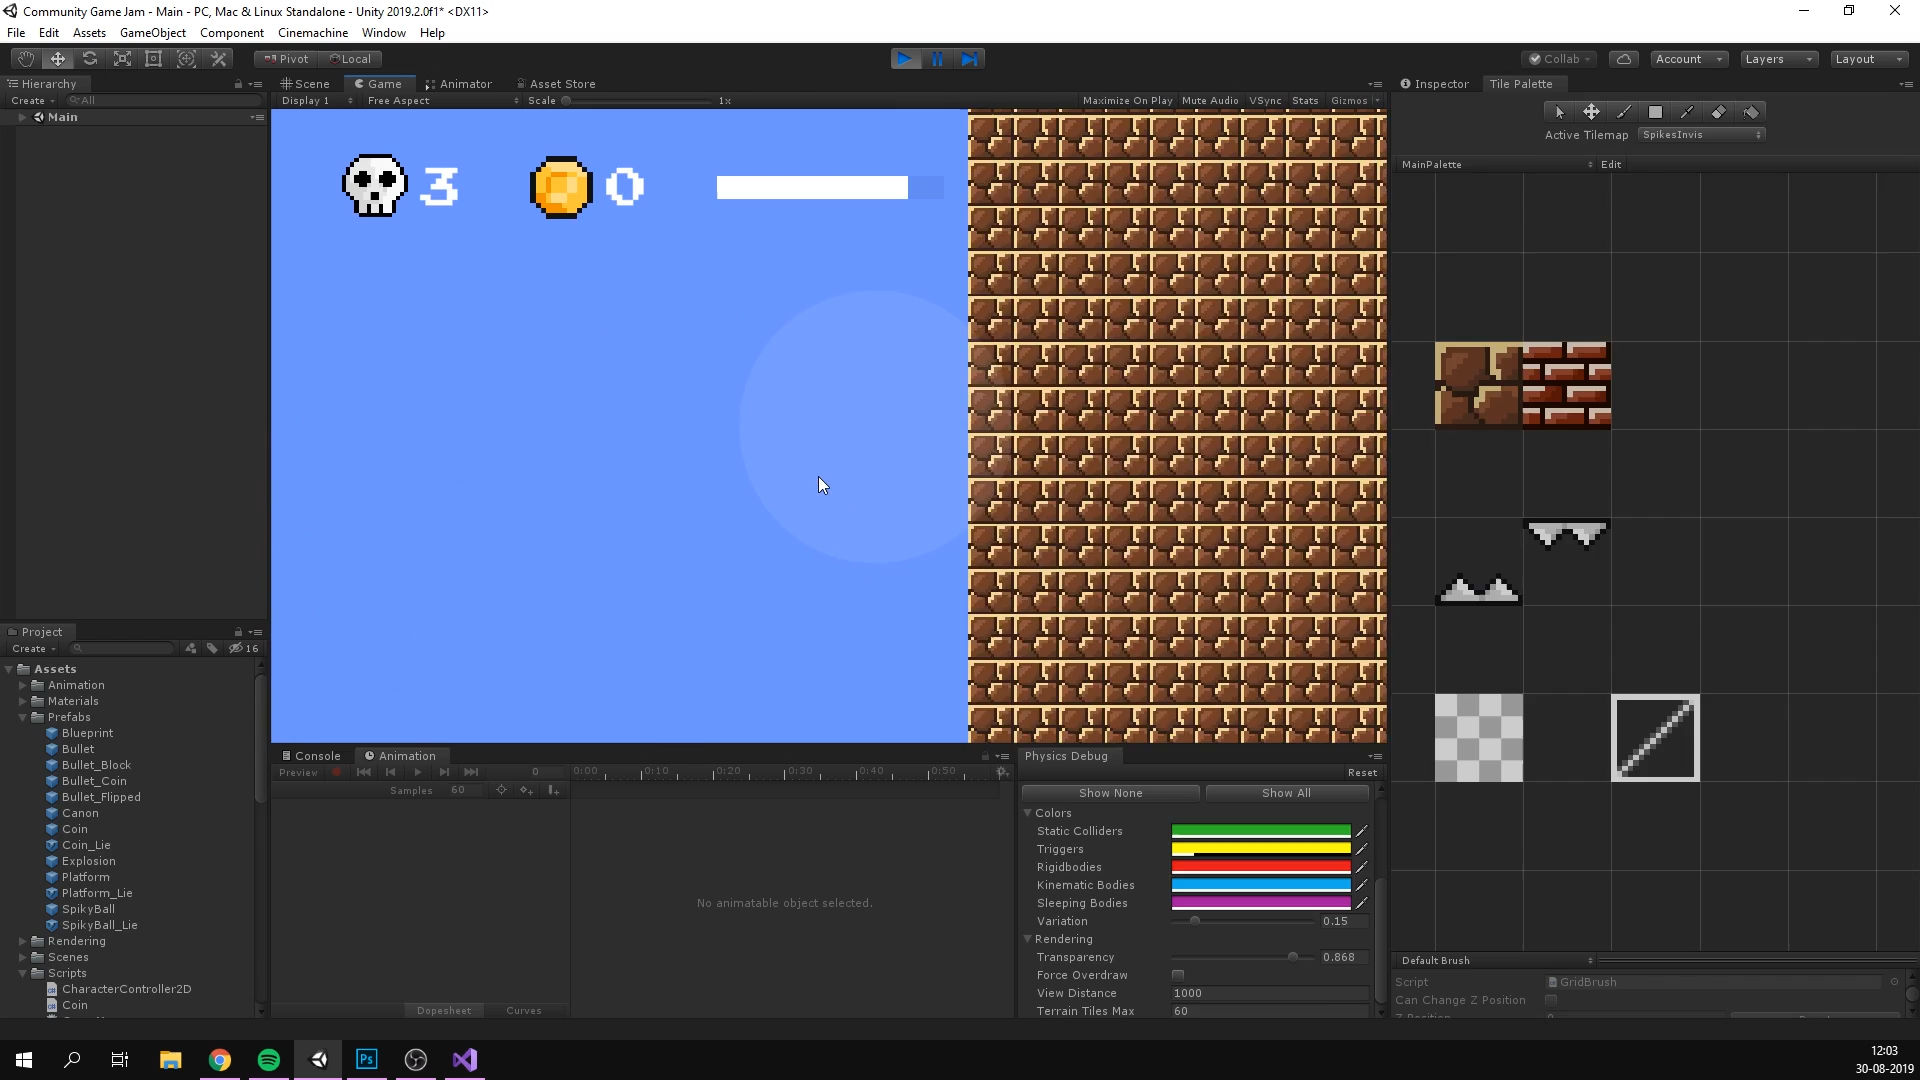 Community Game Jam - Main - PC, Mac & Linux Standalone - Unity 2019.2.0f1* <DX11>
File Edit Assets GameObject Component Cinemachine Window Help
Pivot Local Collab Account Layers Layout
Hierarchy Scene Game Animator Asset Store Inspector Tile Palette
Create All Display 1 Free Aspect Scale 1x Maximize On Play Mute Audio VSync Stats Gizmos
Main
Active Tilemap SpikesInvis
MainPalette Edit
3 0
Project
Create 16
Assets
Animation
Materials
Prefabs
Blueprint
Bullet
Bullet_Block
Bullet_Coin
Bullet_Flipped
Canon
Coin
Coin_Lie
Explosion
Platform
Platform_Lie
SpikyBall
SpikyBall_Lie
Rendering
Scenes
Scripts
CharacterController2D
Coin
Console Animation
Preview 0 0:00 0:10 0:20 0:30 0:40 0:50
Samples 60
No animatable object selected.
Dopesheet Curves
Physics Debug
Reset
Show None Show All
Colors
Static Colliders
Triggers
Rigidbodies
Kinematic Bodies
Sleeping Bodies
Variation 0.15
Rendering
Transparency 0.868
Force Overdraw
View Distance 1000
Terrain Tiles Max 60
Default Brush
Script GridBrush
Can Change Z Position
Z Position
Ps
12:03
30-08-2019